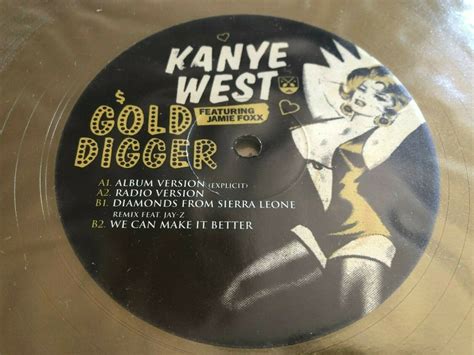 KANYE
WEST
FEATURING
JAMIE FOXX
$
GOLD
DIGGER
A1. ALBUM VERSION (EXPLICIT)
A2. RADIO VERSION
B1. DIAMONDS FROM SIERRA LEONE
REMIX FEAT. JAY-Z
B2. WE CAN MAKE IT BETTER